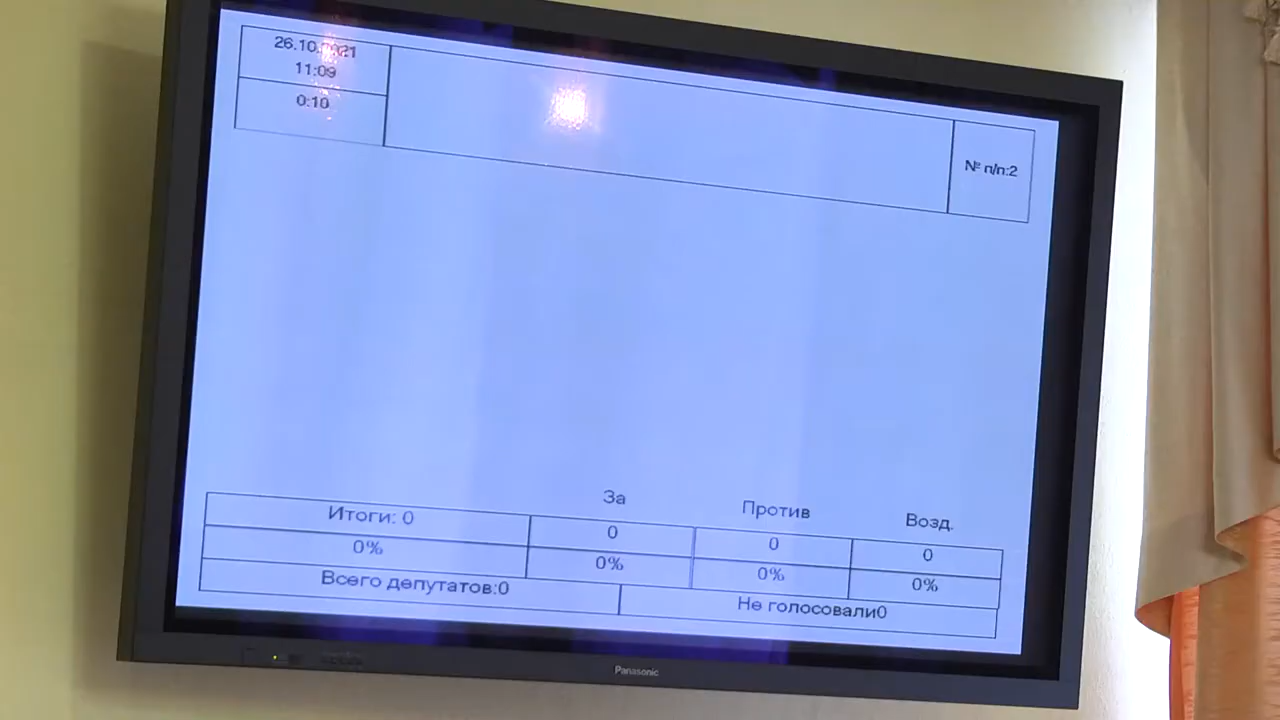 26.10.2021
11:09
0:10
№ п/п:2
За Против Возд.
Итоги: 0 0 0 0
0% 0% 0% 0%
Всего депутатов:0 Не голосовали0
Panasonic